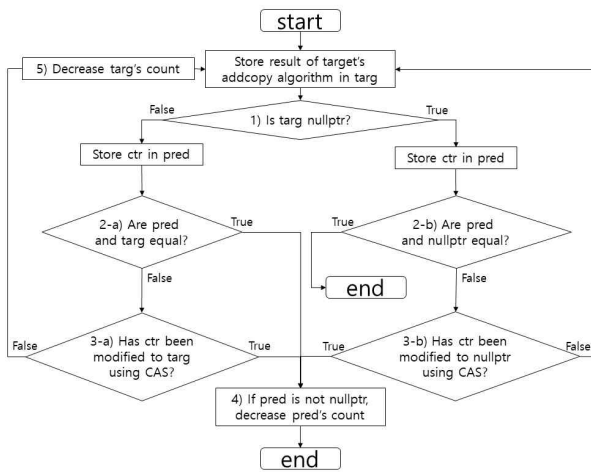 start
5) Decrease targ's count
Store result of target's
addcopy algorithm in targ
False
True
1) Is targ nullptr?
Store ctr in pred
Store ctr in pred
2-a) Are pred
and targ equal?
True
True
2-b) Are pred
and nullptr equal?
False
end
False
False
3-a) Has ctr been
modified to targ
using CAS?
True
True
3-b) Has ctr been
modified to nullptr
using CAS?
False
4) If pred is not nullptr,
decrease pred's count
end